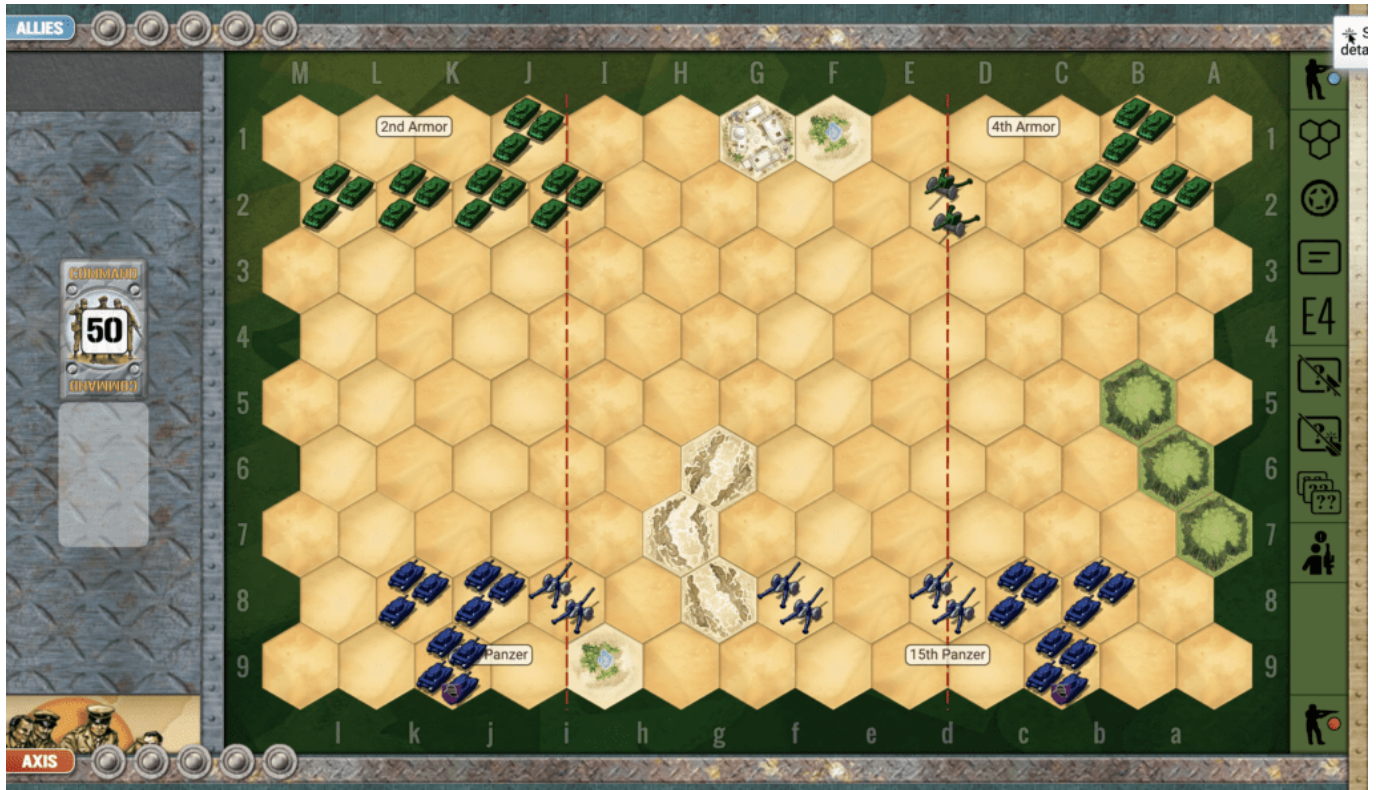 ALLIES
S
deta
M L K J I H G F E D C B A
2nd Armor
4th Armor
1 1
2 2
3 3
COMMAND
50
COMMAND
E4
4 4
5 5
6 6
??
7 7
8 8
Panzer
15th Panzer
9 9
l k j i h g f e d c b a
AXIS